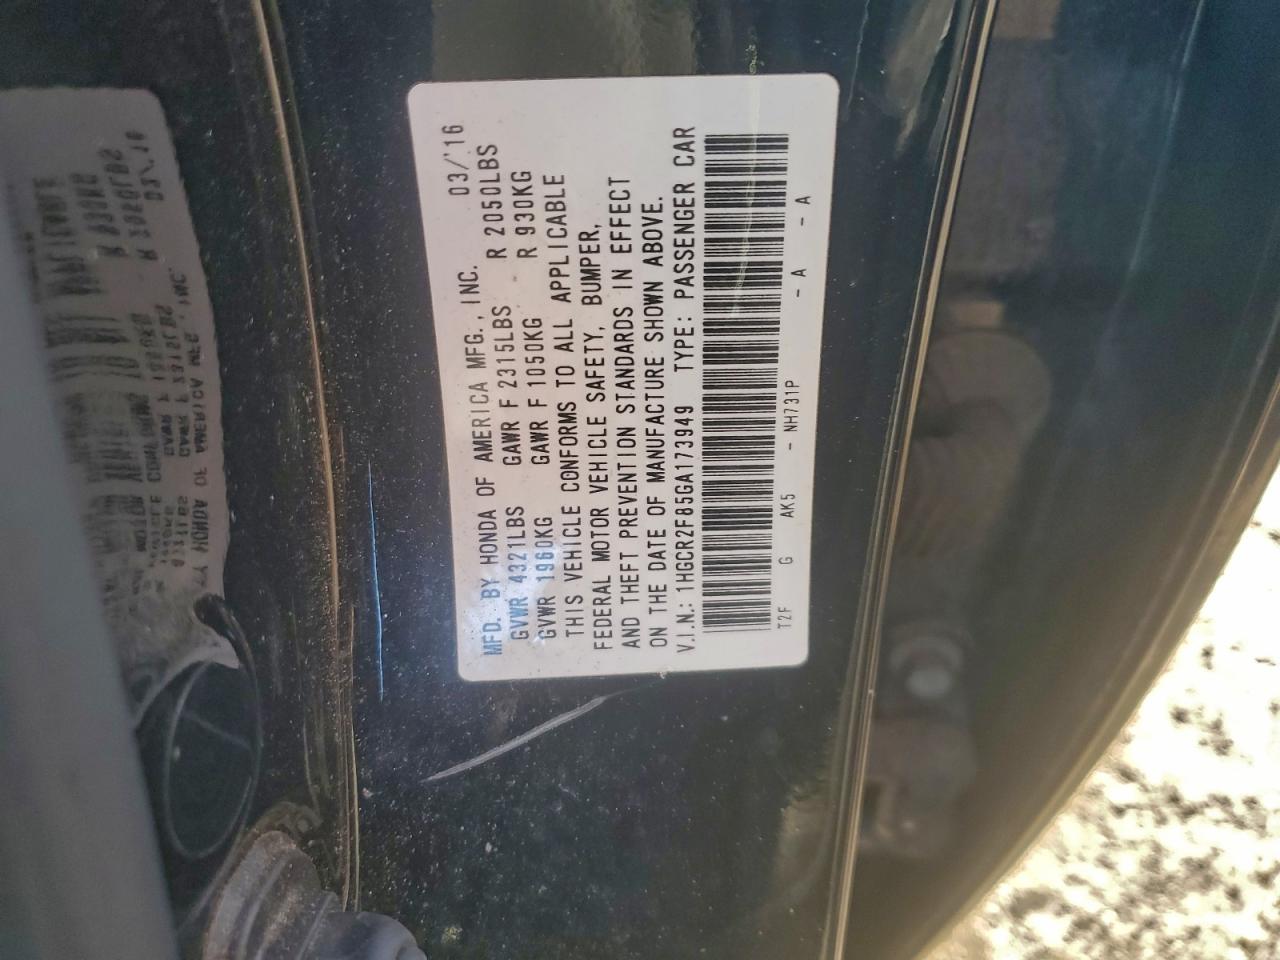 MFD. BY HONDA OF AMERICA MFG., INC. 03/'16
GVWR 4321LBS GAWR F 2315LBS R 2050LBS
GVWR 1960KG GAWR F 1050KG R 930KG
THIS VEHICLE CONFORMS TO ALL APPLICABLE
FEDERAL MOTOR VEHICLE SAFETY, BUMPER,
AND THEFT PREVENTION STANDARDS IN EFFECT
ON THE DATE OF MANUFACTURE SHOWN ABOVE.
V.I.N.: 1HGCR2F85GA173949 TYPE: PASSENGER CAR
T2F G AK5 - NH731P - A - A